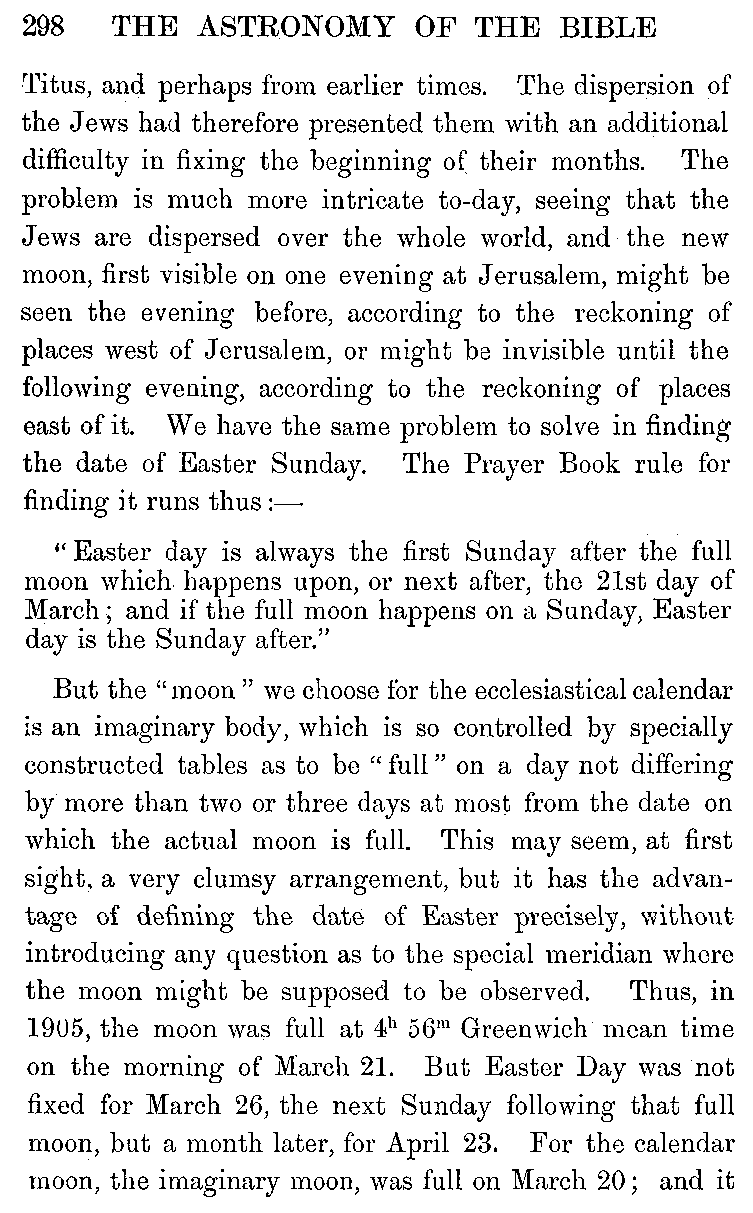 298 THE ASTRONOMY OF THE BIBLE
Titus, and perhaps from earlier times. The dispersion of
the Jews had therefore presented them with an additional
difficulty in fixing the beginning of their months. The
problem is much more intricate to-day, seeing that the
Jews are dispersed over the whole world, and the new
moon, first visible on one evening at Jerusalem, might be
seen the evening before, according to the reckoning of
places west of Jerusalem, or might be invisible until the
following evening, according to the reckoning of places
east of it. We have the same problem to solve in finding
the date of Easter Sunday. The Prayer Book rule for
finding it runs thus:—
“Easter day is always the first Sunday after the full
moon which happens upon, or next after, the 21st day of
March; and if the full moon happens on a Sunday, Easter
day is the Sunday after.”
But the “moon” we choose for the ecclesiastical calendar
is an imaginary body, which is so controlled by specially
constructed tables as to be “full” on a day not differing
by more than two or three days at most from the date on
which the actual moon is full. This may seem, at first
sight, a very clumsy arrangement, but it has the advan-
tage of defining the date of Easter precisely, without
introducing any question as to the special meridian where
the moon might be supposed to be observed. Thus, in
1905, the moon was full at 4ʰ 56ᵐ Greenwich mean time
on the morning of March 21. But Easter Day was not
fixed for March 26, the next Sunday following that full
moon, but a month later, for April 23. For the calendar
moon, the imaginary moon, was full on March 20; and it